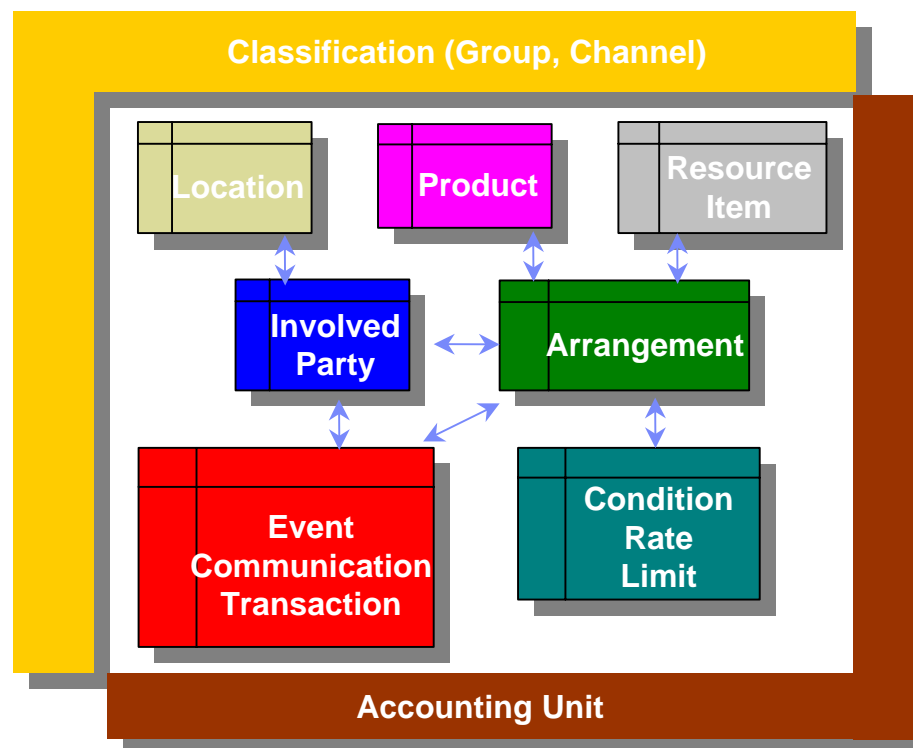 Classification (Group, Channel)
Location
Product
Resource
Item
Involved
Party
Arrangement
Event
Communication
Transaction
Condition
Rate
Limit
Accounting Unit